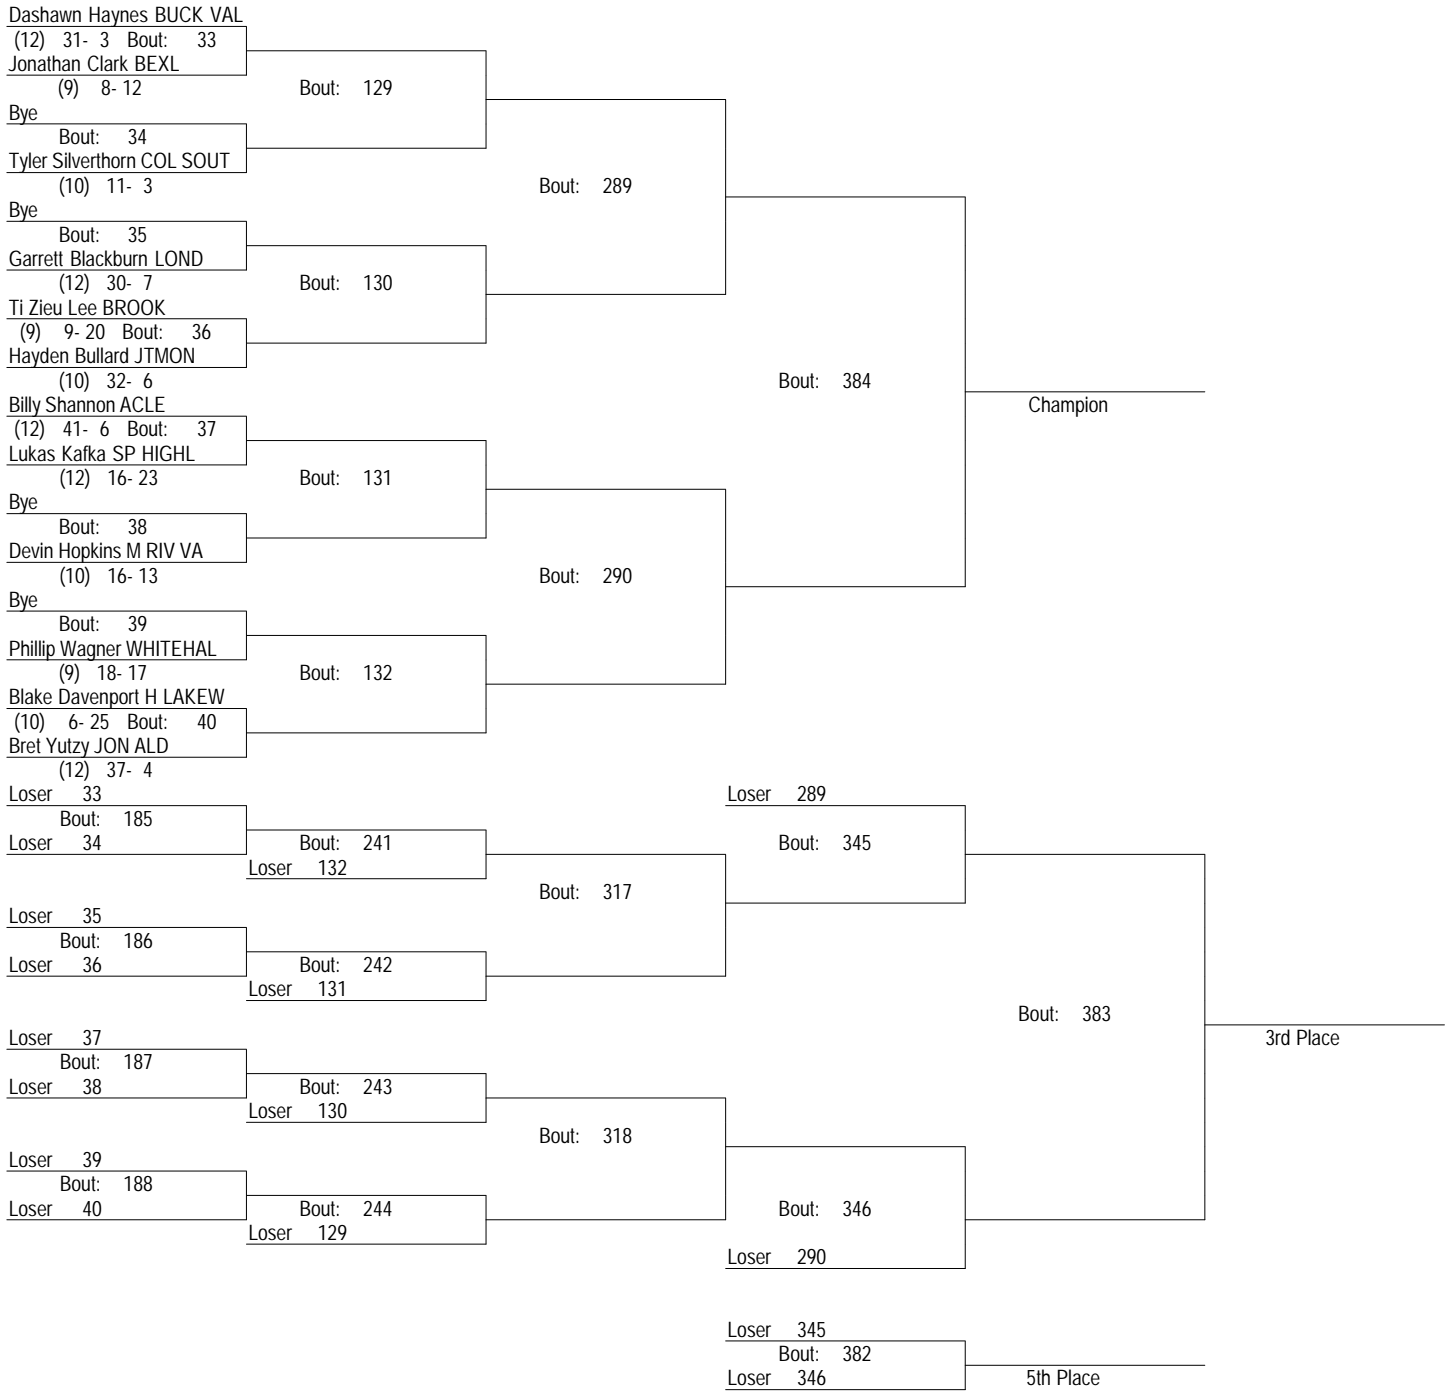 Dashawn Haynes BUCK VAL
(12) 31- 3 Bout: 33
Jonathan Clark BEXL
(9) 8- 12 Bout: 129
Bye
Bout: 34
Tyler Silverthorn COL SOUT
(10) 11- 3 Bout: 289
Bye
Bout: 35
Garrett Blackburn LOND
(12) 30- 7 Bout: 130
Ti Zieu Lee BROOK
(9) 9- 20 Bout: 36
Hayden Bullard JTMON
(10) 32- 6 Bout: 384
Billy Shannon ACLE Champion
(12) 41- 6 Bout: 37
Lukas Kafka SP HIGHL
(12) 16- 23 Bout: 131
Bye
Bout: 38
Devin Hopkins M RIV VA
(10) 16- 13 Bout: 290
Bye
Bout: 39
Phillip Wagner WHITEHAL
(9) 18- 17 Bout: 132
Blake Davenport H LAKEW
(10) 6- 25 Bout: 40
Bret Yutzy JON ALD
(12) 37- 4
Loser 33 Loser 289
Bout: 185
Loser 34 Bout: 241 Bout: 345
Loser 132
Bout: 317
Loser 35
Bout: 186
Loser 36 Bout: 242
Loser 131
Bout: 383
Loser 37 3rd Place
Bout: 187
Loser 38 Bout: 243
Loser 130
Bout: 318
Loser 39
Bout: 188
Loser 40 Bout: 244 Bout: 346
Loser 129
Loser 290
Loser 345
Bout: 382
Loser 346 5th Place